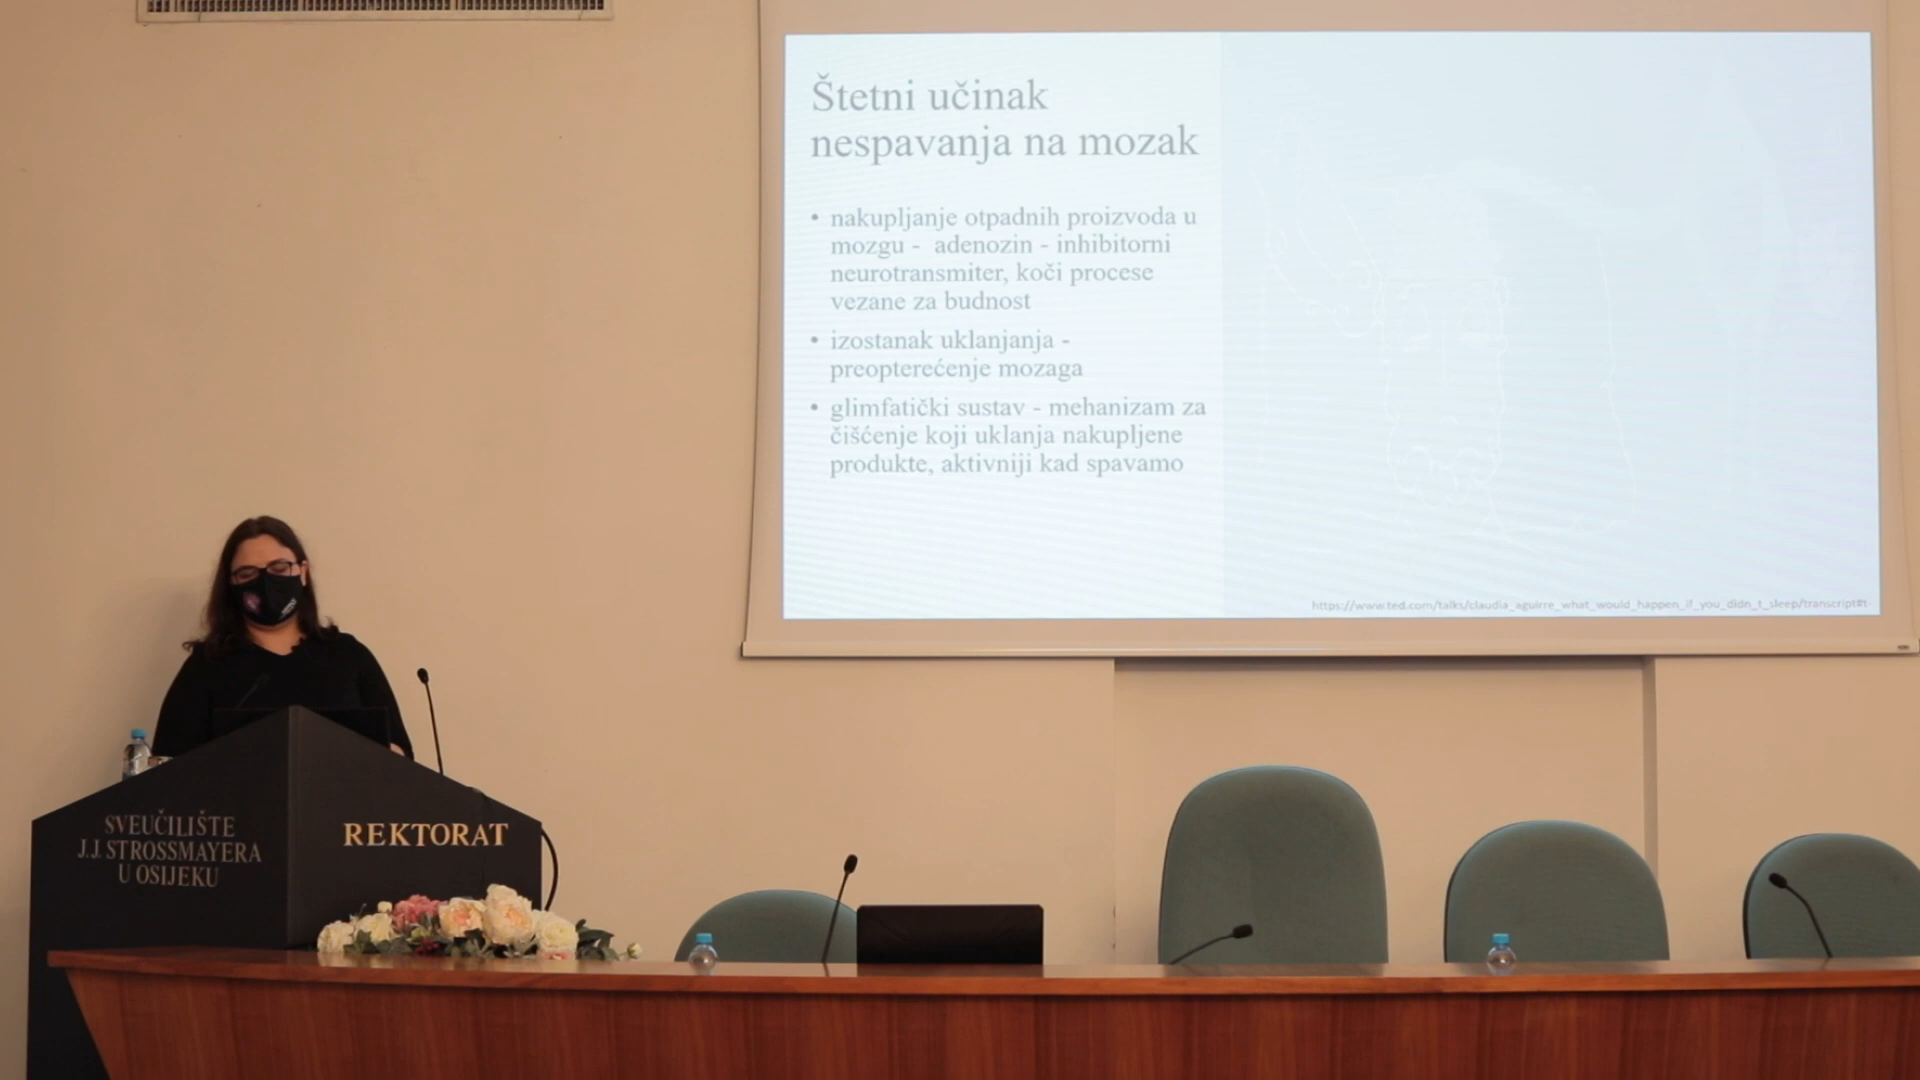 Štetni učinak
nespavanja na mozak
• nakupljanje otpadnih proizvoda u
mozgu - adenozin - inhibitorni
neurotransmiter, koči procese
vezane za budnost
• izostanak uklanjanja -
preopterećenje mozaga
• glimfatički sustav - mehanizam za
čišćenje koji uklanja nakupljene
produkte, aktivniji kad spavamo
https://www.ted.com/talks/claudia_aguirre_what_would_happen_if_you_didn_t_sleep/transcript#t-
SVEUČILIŠTE
J.J. STROSSMAYERA
U OSIJEKU
REKTORAT